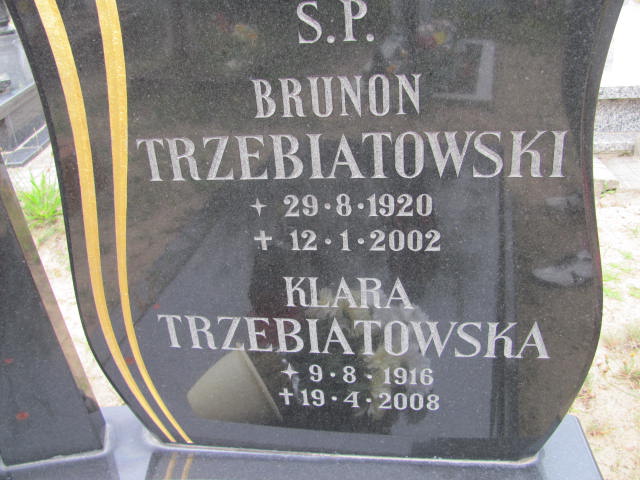 S.P.
BRUNON
TRZEBIATOWSKI
✦ 29·8·1920
✝ 12·1·2002
KLARA
TRZEBIATOWSKA
✦ 9·8·1916
✝ 19·4·2008